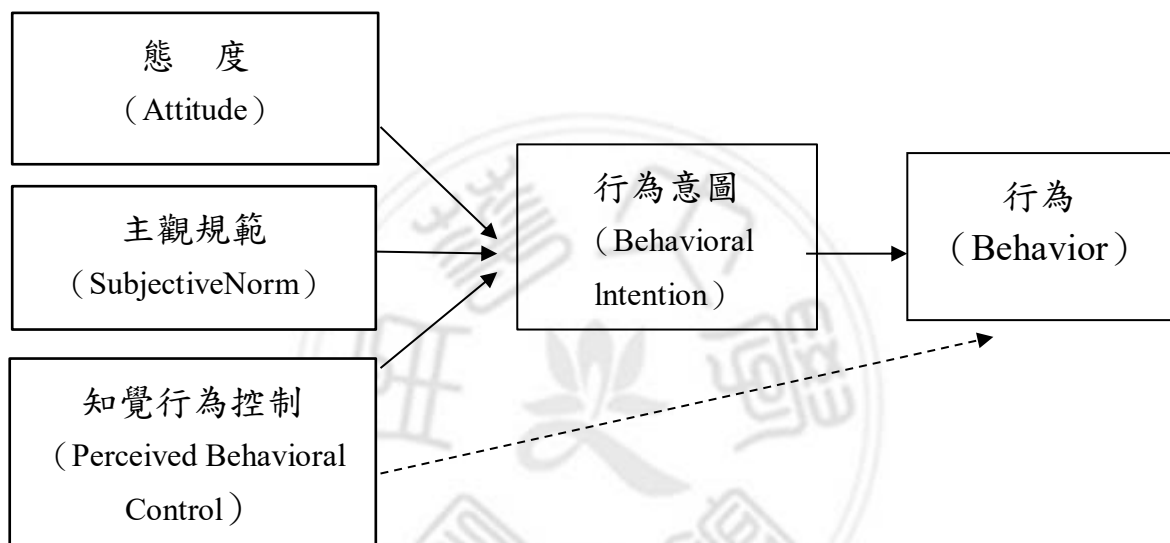 態 度
（Attitude）
主觀規範
（SubjectiveNorm）
知覺行為控制
（Perceived Behavioral
Control）
行為意圖
（Behavioral
lntention）
行為
（Behavior）